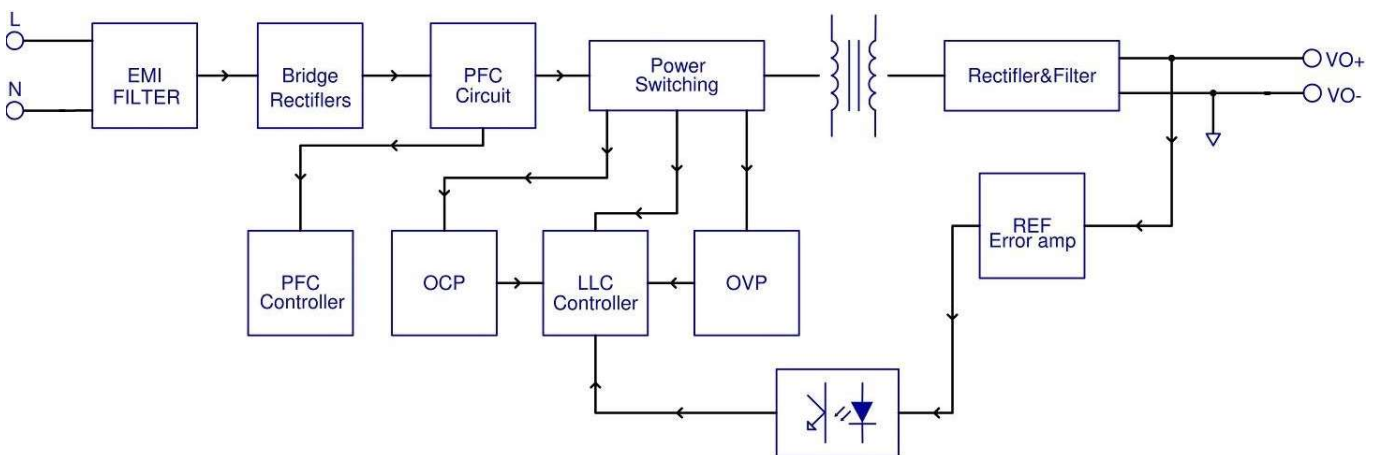 L
N
EMI
FILTER
Bridge
Rectiflers
PFC
Circuit
Power
Switching
Rectifler&Filter
VO+
VO-
PFC
Controller
OCP
LLC
Controller
OVP
REF
Error amp